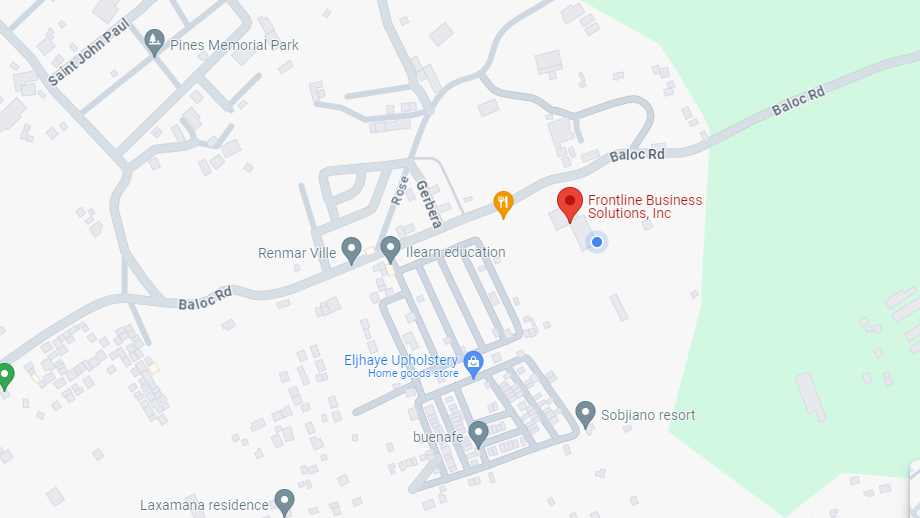 Saint John Paul
Pines Memorial Park
Baloc Rd
Baloc Rd
Rose
Gerbera
Frontline Business
Solutions, Inc
Renmar Ville
Ilearn education
Baloc Rd
Eljhaye Upholstery
Home goods store
Sobjiano resort
buenafe
Laxamana residence